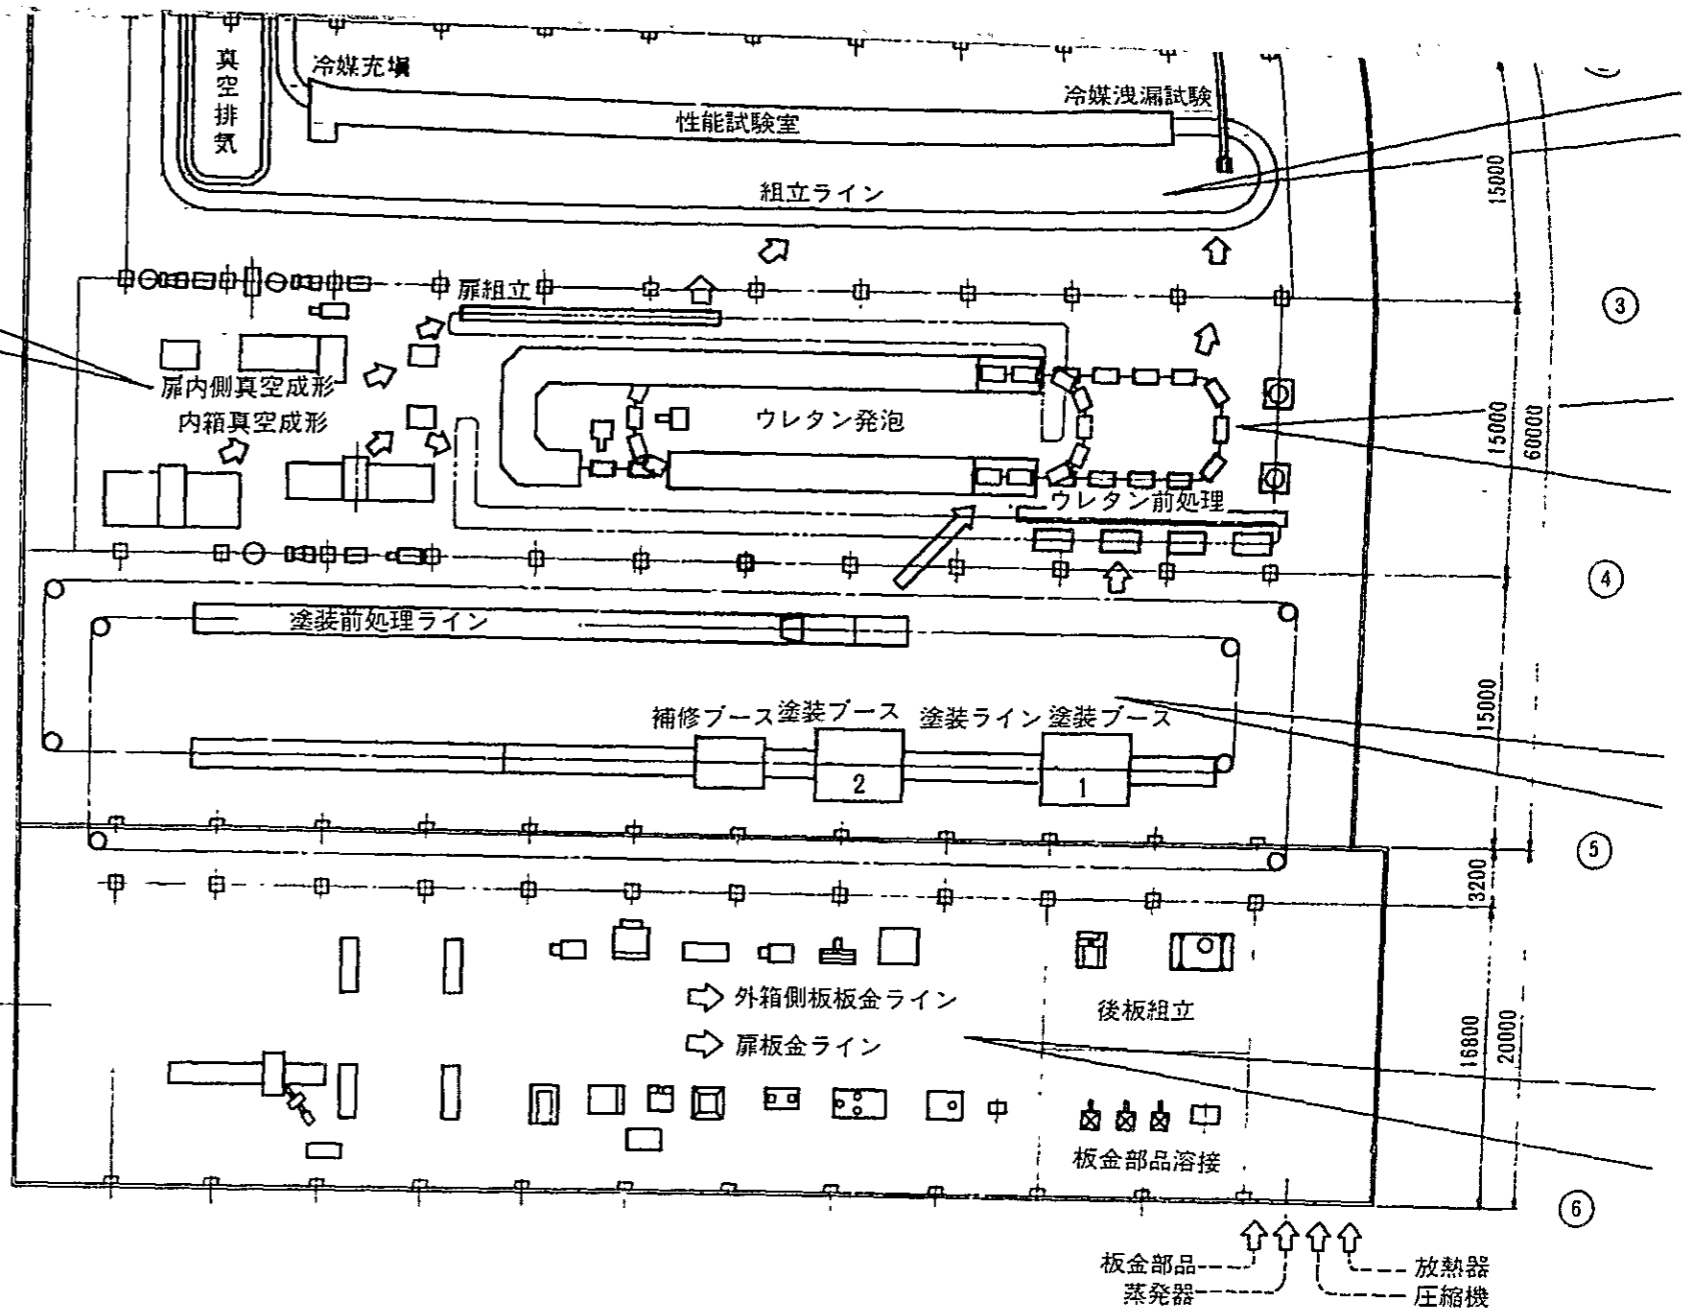 真空排気
冷媒充塡
冷媒洩漏試験
性能試験室
組立ライン
15000
扉組立
3
扉内側真空成形
内箱真空成形
ウレタン発泡
15000
60000
ウレタン前処理
4
塗装前処理ライン
補修ブース
塗装ブース
塗装ライン
塗装ブース
2
1
15000
5
3200
外箱側板板金ライン
扉板金ライン
後板組立
16800
20000
板金部品溶接
6
板金部品
蒸発器
放熱器
圧縮機